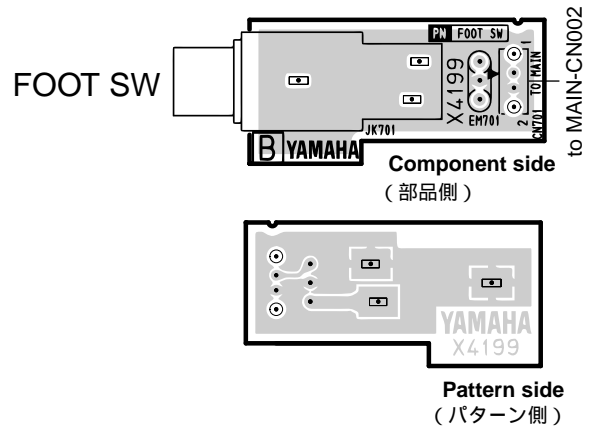 PN FOOT SW
FOOT SW
X4199
EM701
1
TO MAIN
2
CN701
to MAIN-CN002
JK701
B YAMAHA
Component side
(部品側)
YAMAHA
X4199
Pattern side
(パターン側)